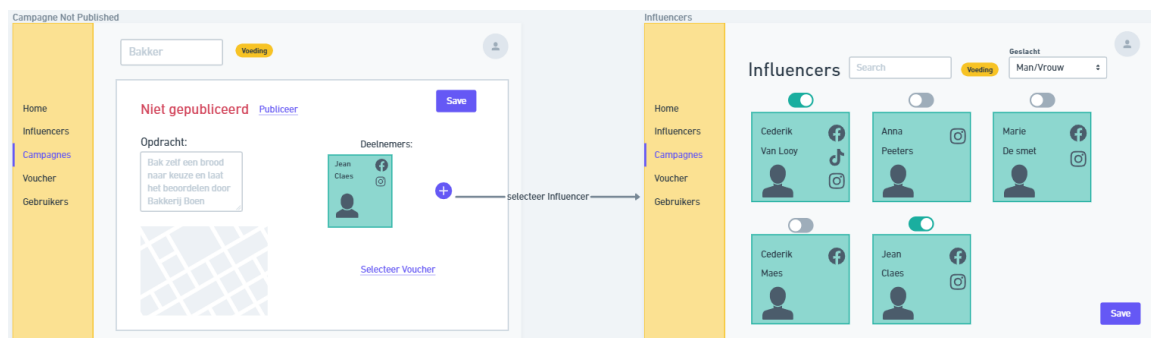 Campagne Not Published
Bakker
Voeding
Home
Influencers
Campagnes
Voucher
Gebruikers
Niet gepubliceerd
Publiceer
Save
Opdracht:
Bak zelf een brood
naar keuze en laat
het beoordelen door
Bakkerij Boen
Deelnemers:
Jean
Claes
Selecteer Voucher
selecteer Influencer
Influencers
Home
Influencers
Campagnes
Voucher
Gebruikers
Influencers
Search
Voeding
Geslacht
Man/Vrouw
Cederik
Van Looy
Anna
Peeters
Marie
De smet
Cederik
Maes
Jean
Claes
Save